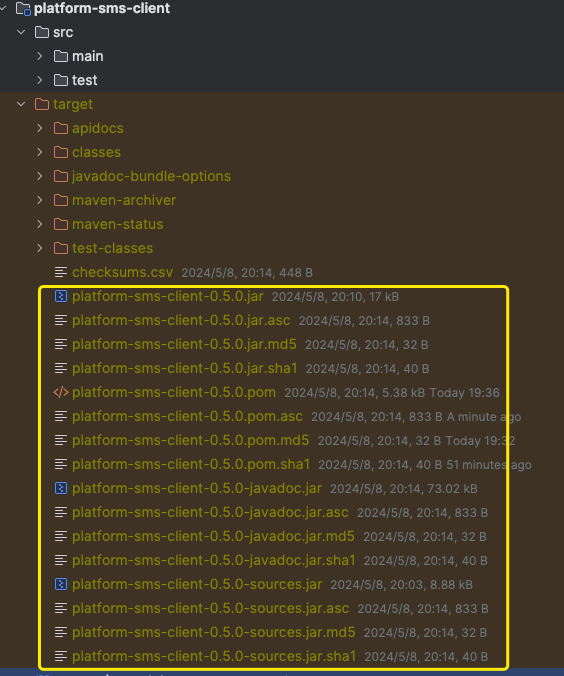 platform-sms-client
src
main
test
target
apidocs
classes
javadoc-bundle-options
maven-archiver
maven-status
test-classes
checksums.csv 2024/5/8, 20:14, 448 B
platform-sms-client-0.5.0.jar 2024/5/8, 20:10, 17 kB
platform-sms-client-0.5.0.jar.asc 2024/5/8, 20:14, 833 B
platform-sms-client-0.5.0.jar.md5 2024/5/8, 20:14, 32 B
platform-sms-client-0.5.0.jar.sha1 2024/5/8, 20:14, 40 B
platform-sms-client-0.5.0.pom 2024/5/8, 20:14, 5.38 kB Today 19:36
platform-sms-client-0.5.0.pom.asc 2024/5/8, 20:14, 833 B A minute ago
platform-sms-client-0.5.0.pom.md5 2024/5/8, 20:14, 32 B Today 19:32
platform-sms-client-0.5.0.pom.sha1 2024/5/8, 20:14, 40 B 51 minutes ago
platform-sms-client-0.5.0-javadoc.jar 2024/5/8, 20:14, 73.02 kB
platform-sms-client-0.5.0-javadoc.jar.asc 2024/5/8, 20:14, 833 B
platform-sms-client-0.5.0-javadoc.jar.md5 2024/5/8, 20:14, 32 B
platform-sms-client-0.5.0-javadoc.jar.sha1 2024/5/8, 20:14, 40 B
platform-sms-client-0.5.0-sources.jar 2024/5/8, 20:03, 8.88 kB
platform-sms-client-0.5.0-sources.jar.asc 2024/5/8, 20:14, 833 B
platform-sms-client-0.5.0-sources.jar.md5 2024/5/8, 20:14, 32 B
platform-sms-client-0.5.0-sources.jar.sha1 2024/5/8, 20:14, 40 B